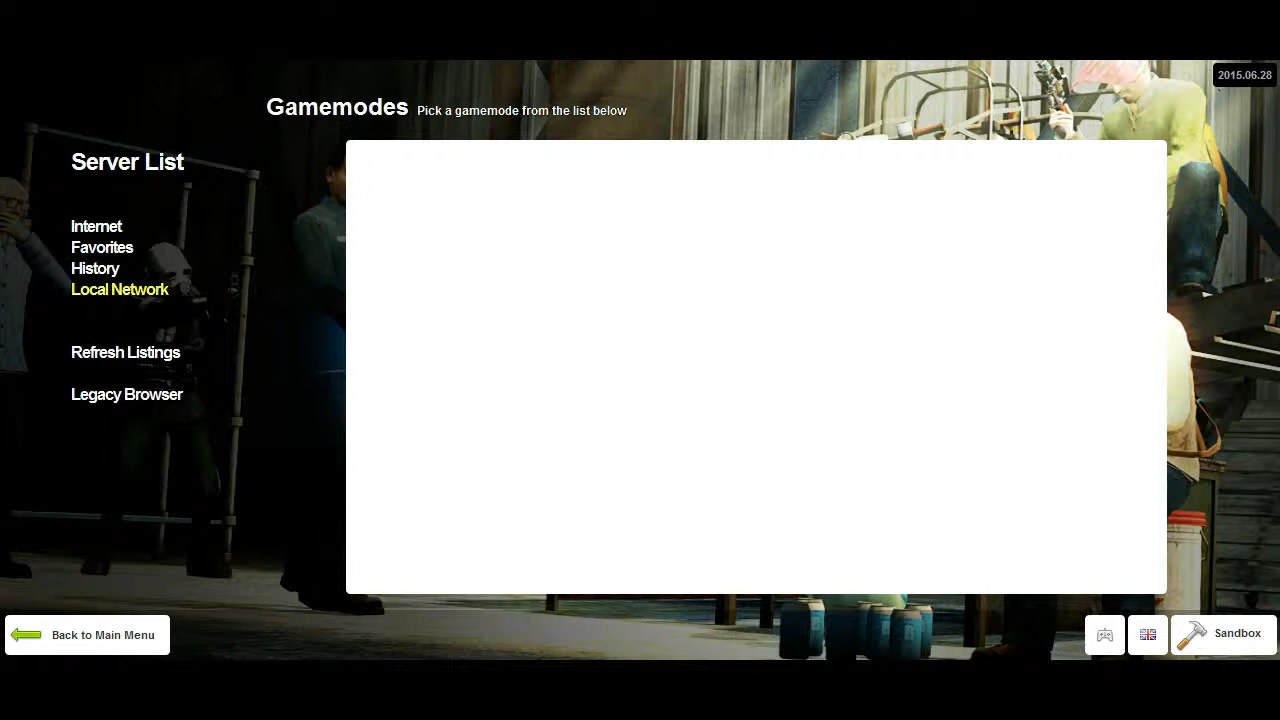 2015.06.28
Gamemodes Pick a gamemode from the list below
Server List
Internet
Favorites
History
Local Network
Refresh Listings
Legacy Browser
Back to Main Menu
Sandbox